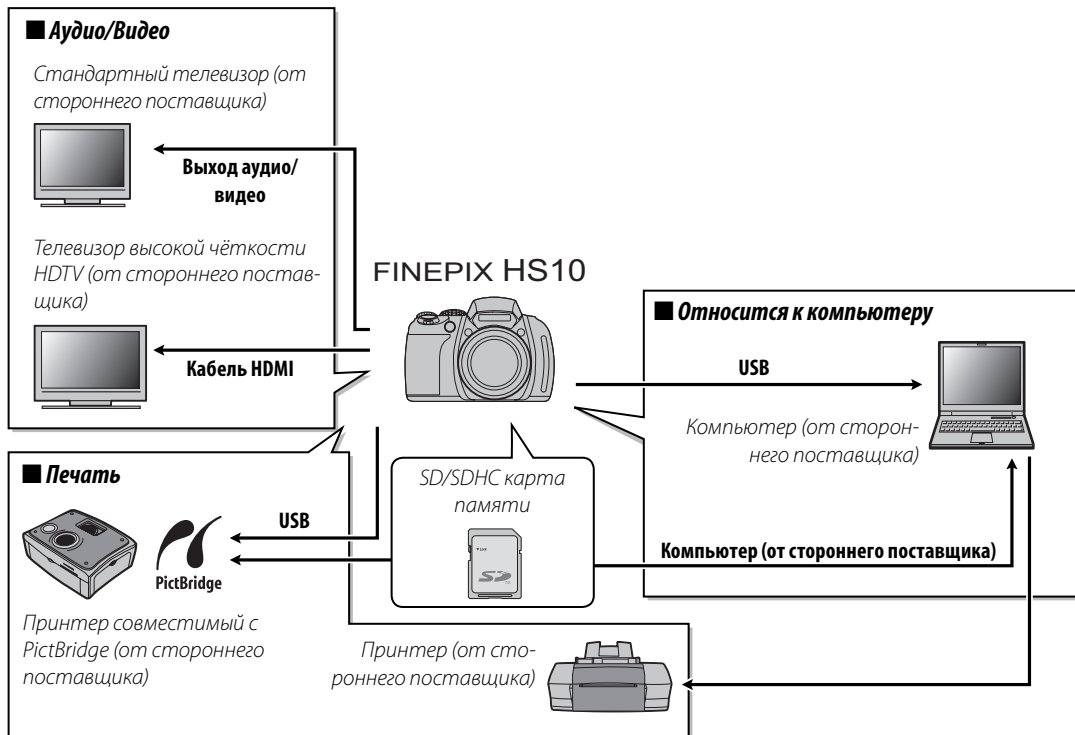 ■ Аудио/Видео
Стандартный телевизор (от
стороннего поставщика)
Выход аудио/
видео
Телевизор высокой чёткости
HDTV (от стороннего постав-
щика)
Кабель HDMI
FINEPIX HS10
■ Относится к компьютеру
USB
Компьютер (от сторон-
него поставщика)
■ Печать
USB
PictBridge
Принтер совместимый с
PictBridge (от стороннего
поставщика)
SD/SDHC карта
памяти
Lock
SD
Компьютер (от стороннего поставщика)
Принтер (от сто-
роннего поставщика)